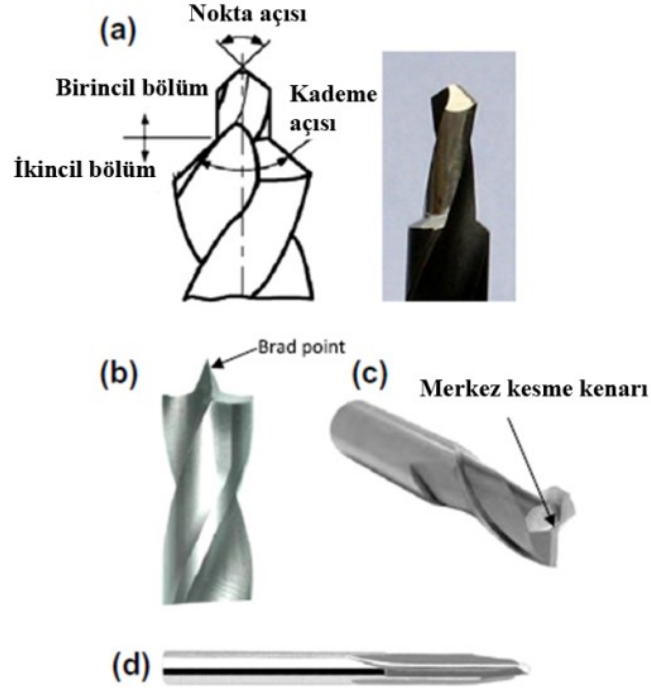 (a)
Nokta açısı
Birincil bölüm
Kademe
açısı
İkincil bölüm
(b)
Brad point
(c)
Merkez kesme kenarı
(d)